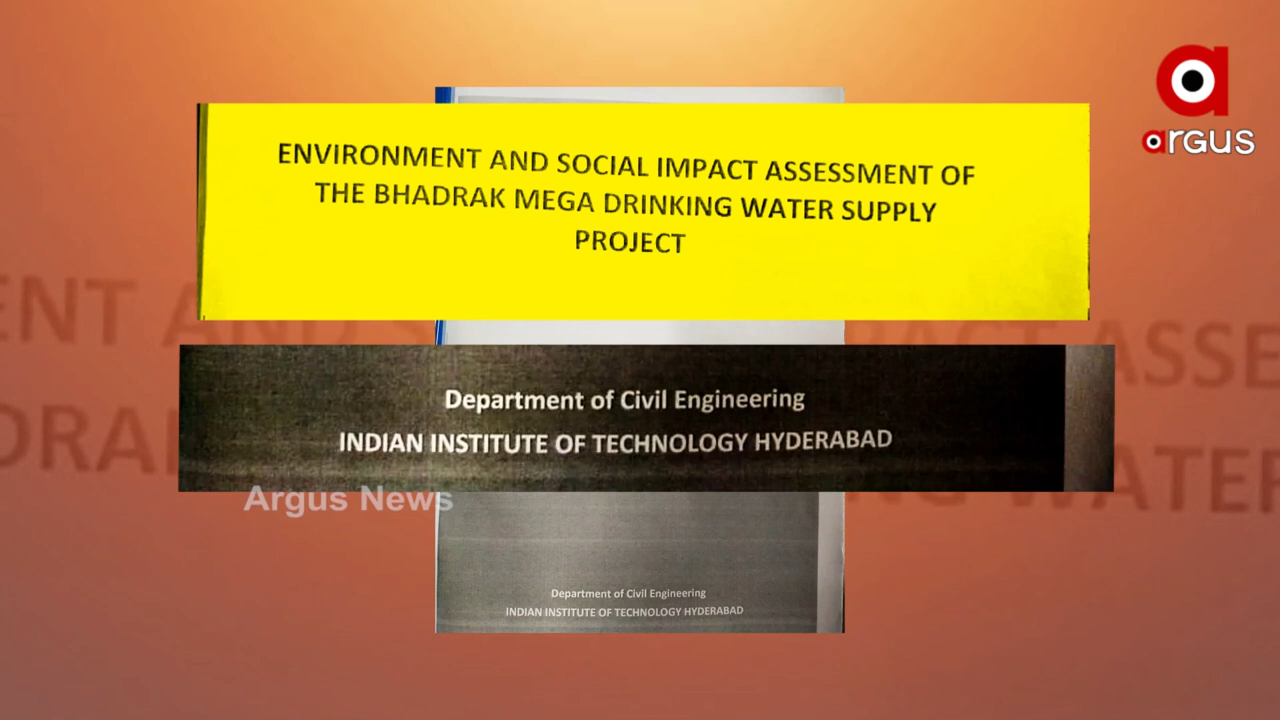 argus
ENVIRONMENT AND SOCIAL IMPACT ASSESSMENT OF
THE BHADRAK MEGA DRINKING WATER SUPPLY
PROJECT
Department of Civil Engineering
INDIAN INSTITUTE OF TECHNOLOGY HYDERABAD
Argus News
Department of Civil Engineering
INDIAN INSTITUTE OF TECHNOLOGY HYDERABAD